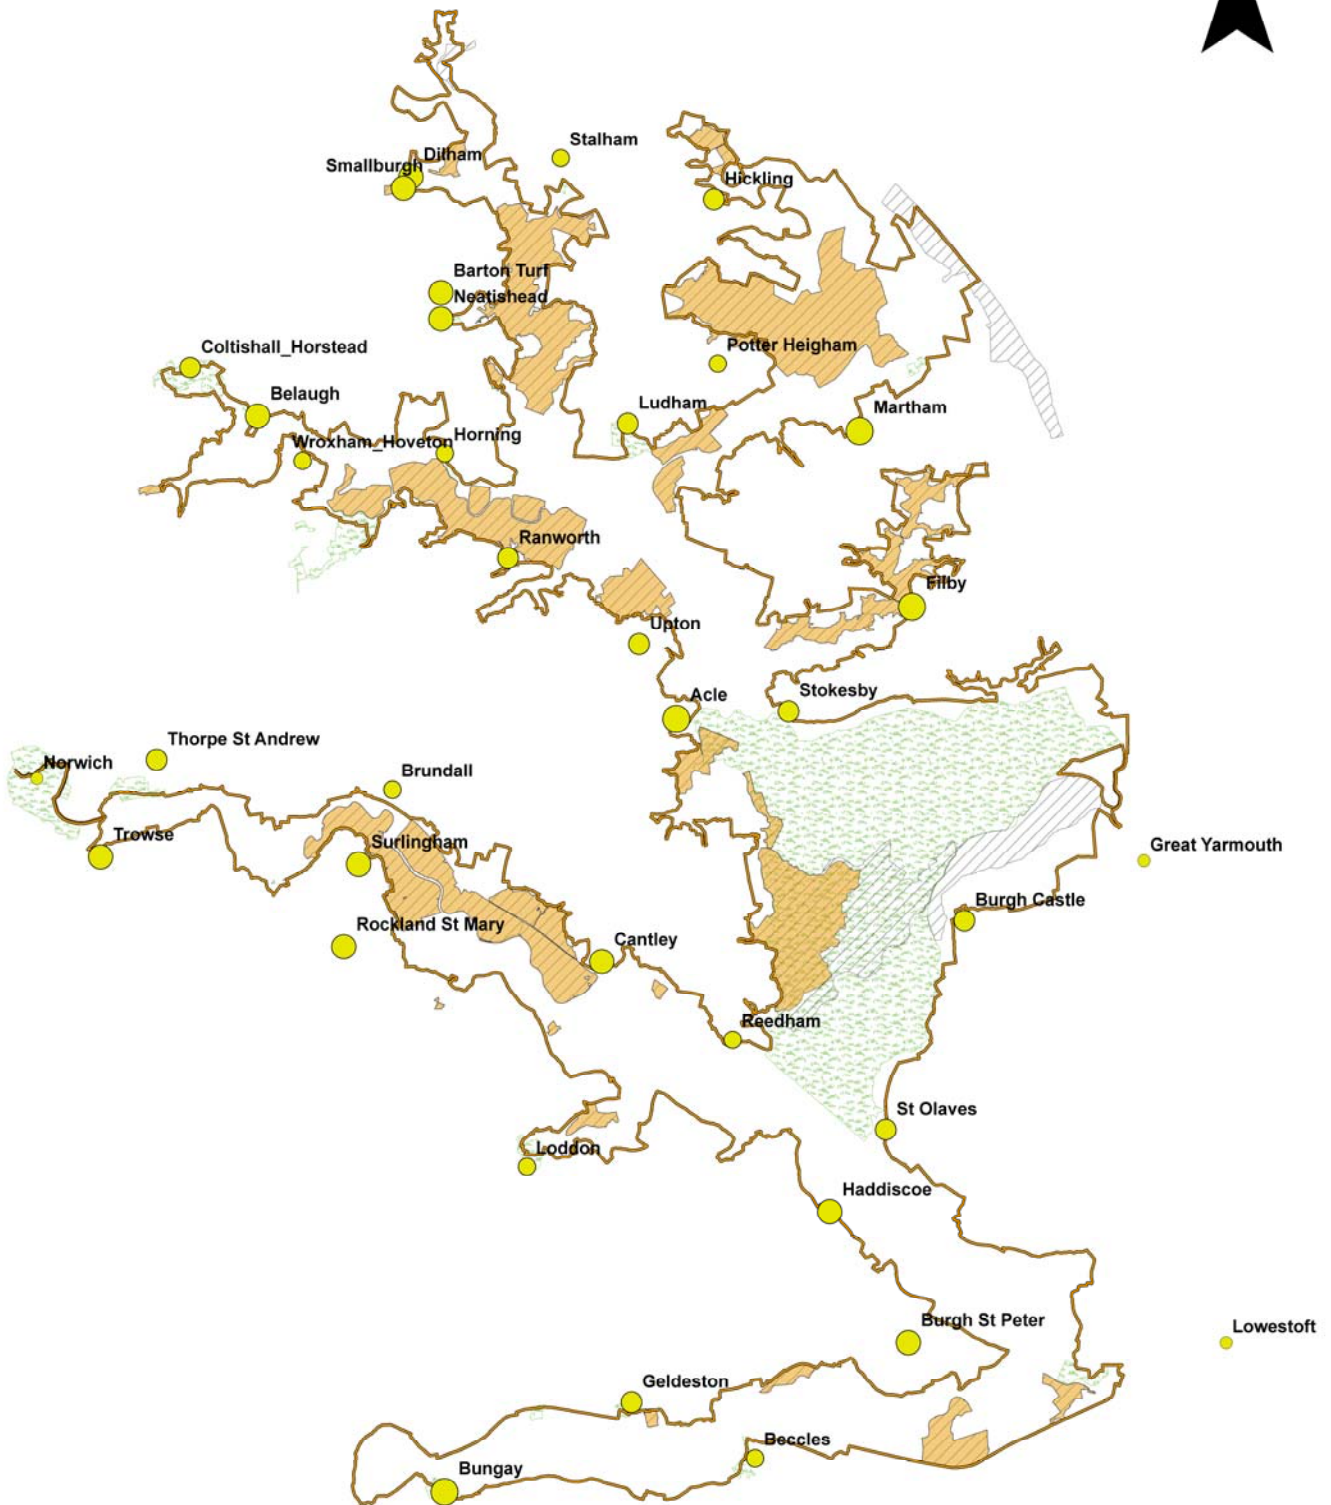 Stalham
Dilham
Smallburgh
Hickling
Barton Turf
Neatishead
Potter Heigham
Coltishall_Horstead
Belaugh
Ludham
Martham
Wroxham_Hoveton
Horning
Ranworth
Filby
Upton
Acle
Stokesby
Thorpe St Andrew
Norwich
Brundall
Trowse
Surlingham
Great Yarmouth
Burgh Castle
Rockland St Mary
Cantley
Reedham
St Olaves
Loddon
Haddiscoe
Burgh St Peter
Lowestoft
Geldeston
Beccles
Bungay